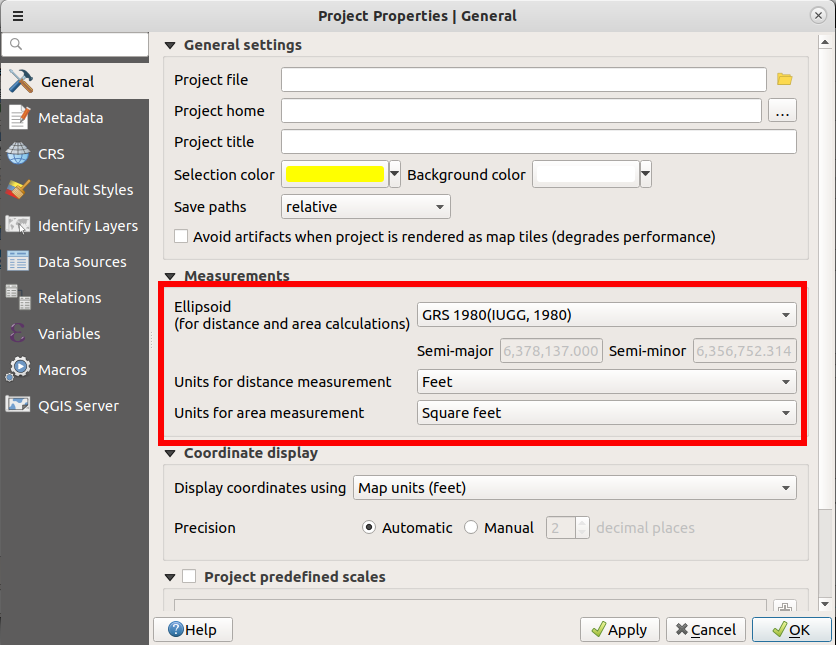 Project Properties | General
General settings
General
Project file
Metadata
Project home
...
CRS
Project title
Default Styles
Selection color
Background color
Identify Layers
Save paths
relative
Avoid artifacts when project is rendered as map tiles (degrades performance)
Data Sources
Measurements
Relations
Ellipsoid
(for distance and area calculations)
GRS 1980(IUGG, 1980)
Variables
Semi-major 6,378,137.000 Semi-minor 6,356,752.314
Macros
Units for distance measurement
Feet
QGIS Server
Units for area measurement
Square feet
Coordinate display
Display coordinates using Map units (feet)
Precision
Automatic
Manual
2
decimal places
Project predefined scales
Help
Apply
Cancel
OK